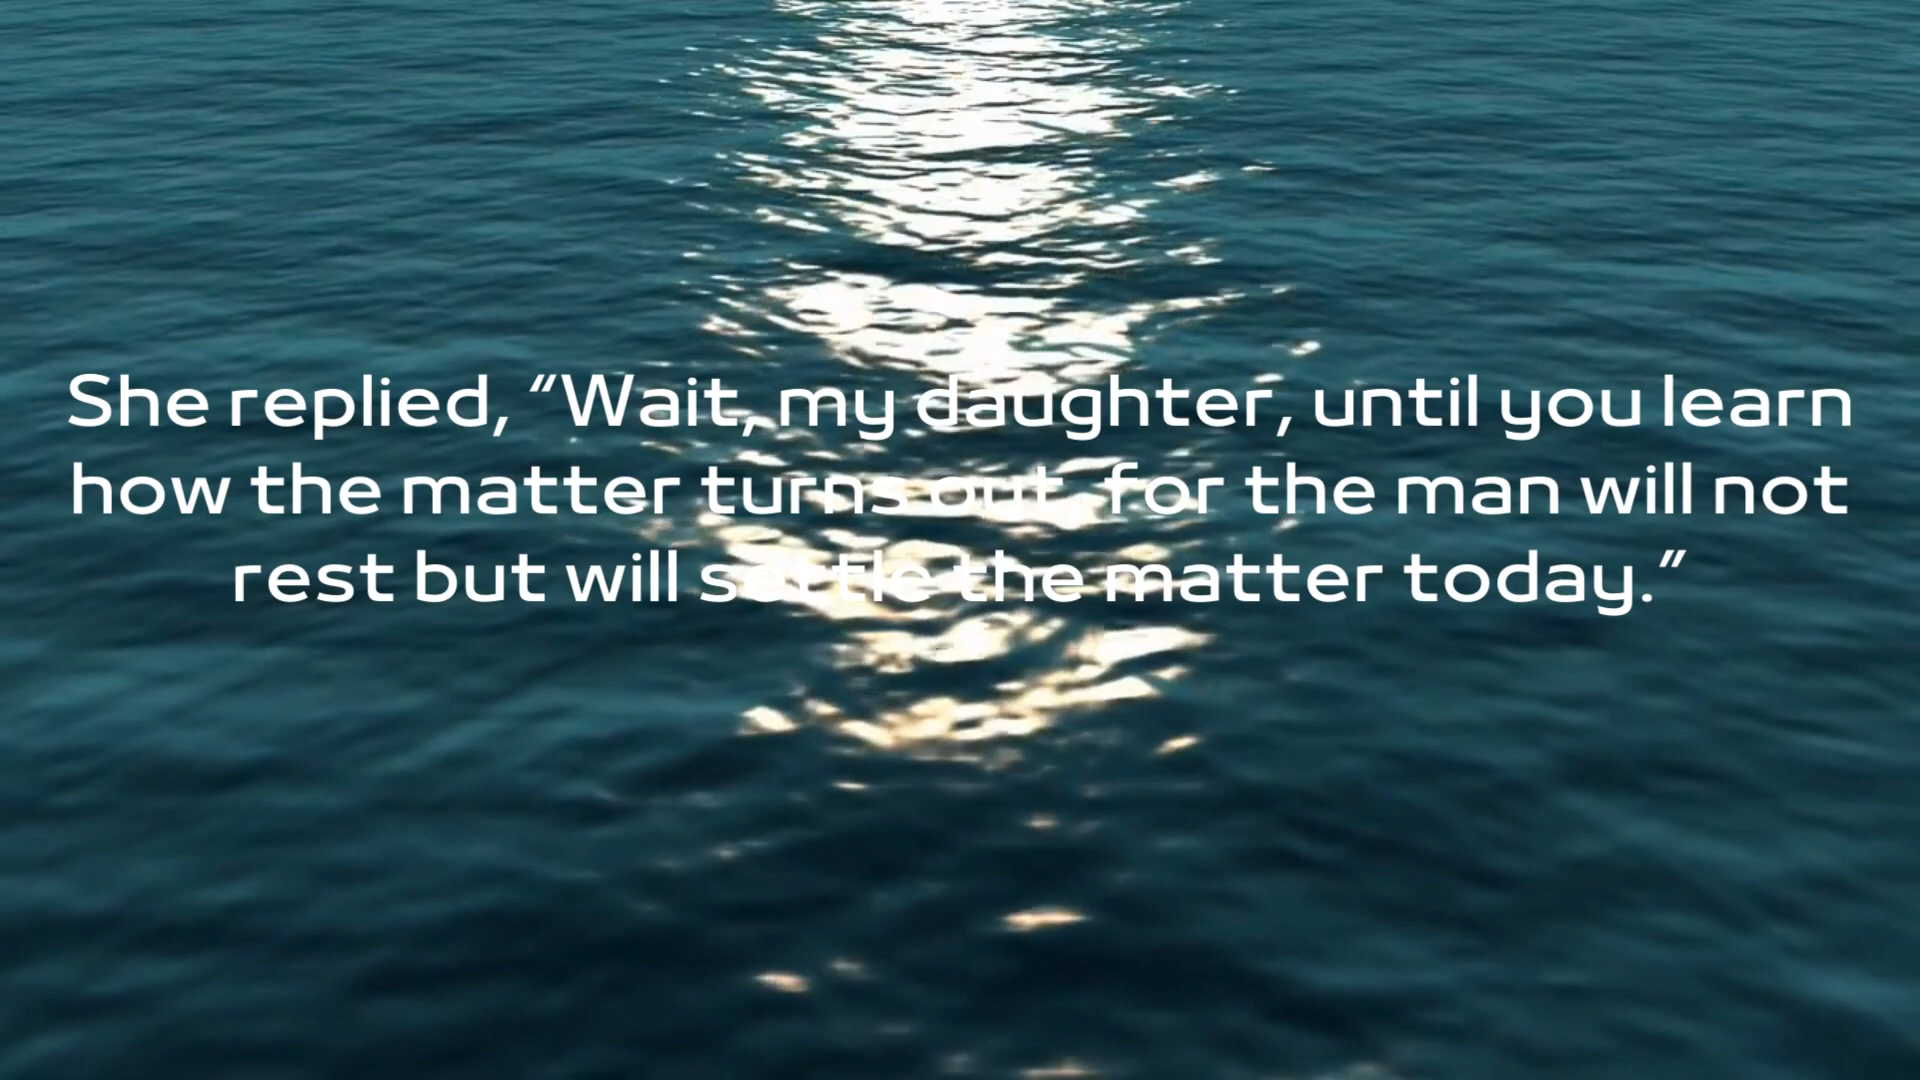 She replied, “Wait, my daughter, until you learn
how the matter turns out, for the man will not
rest but will settle the matter today.”